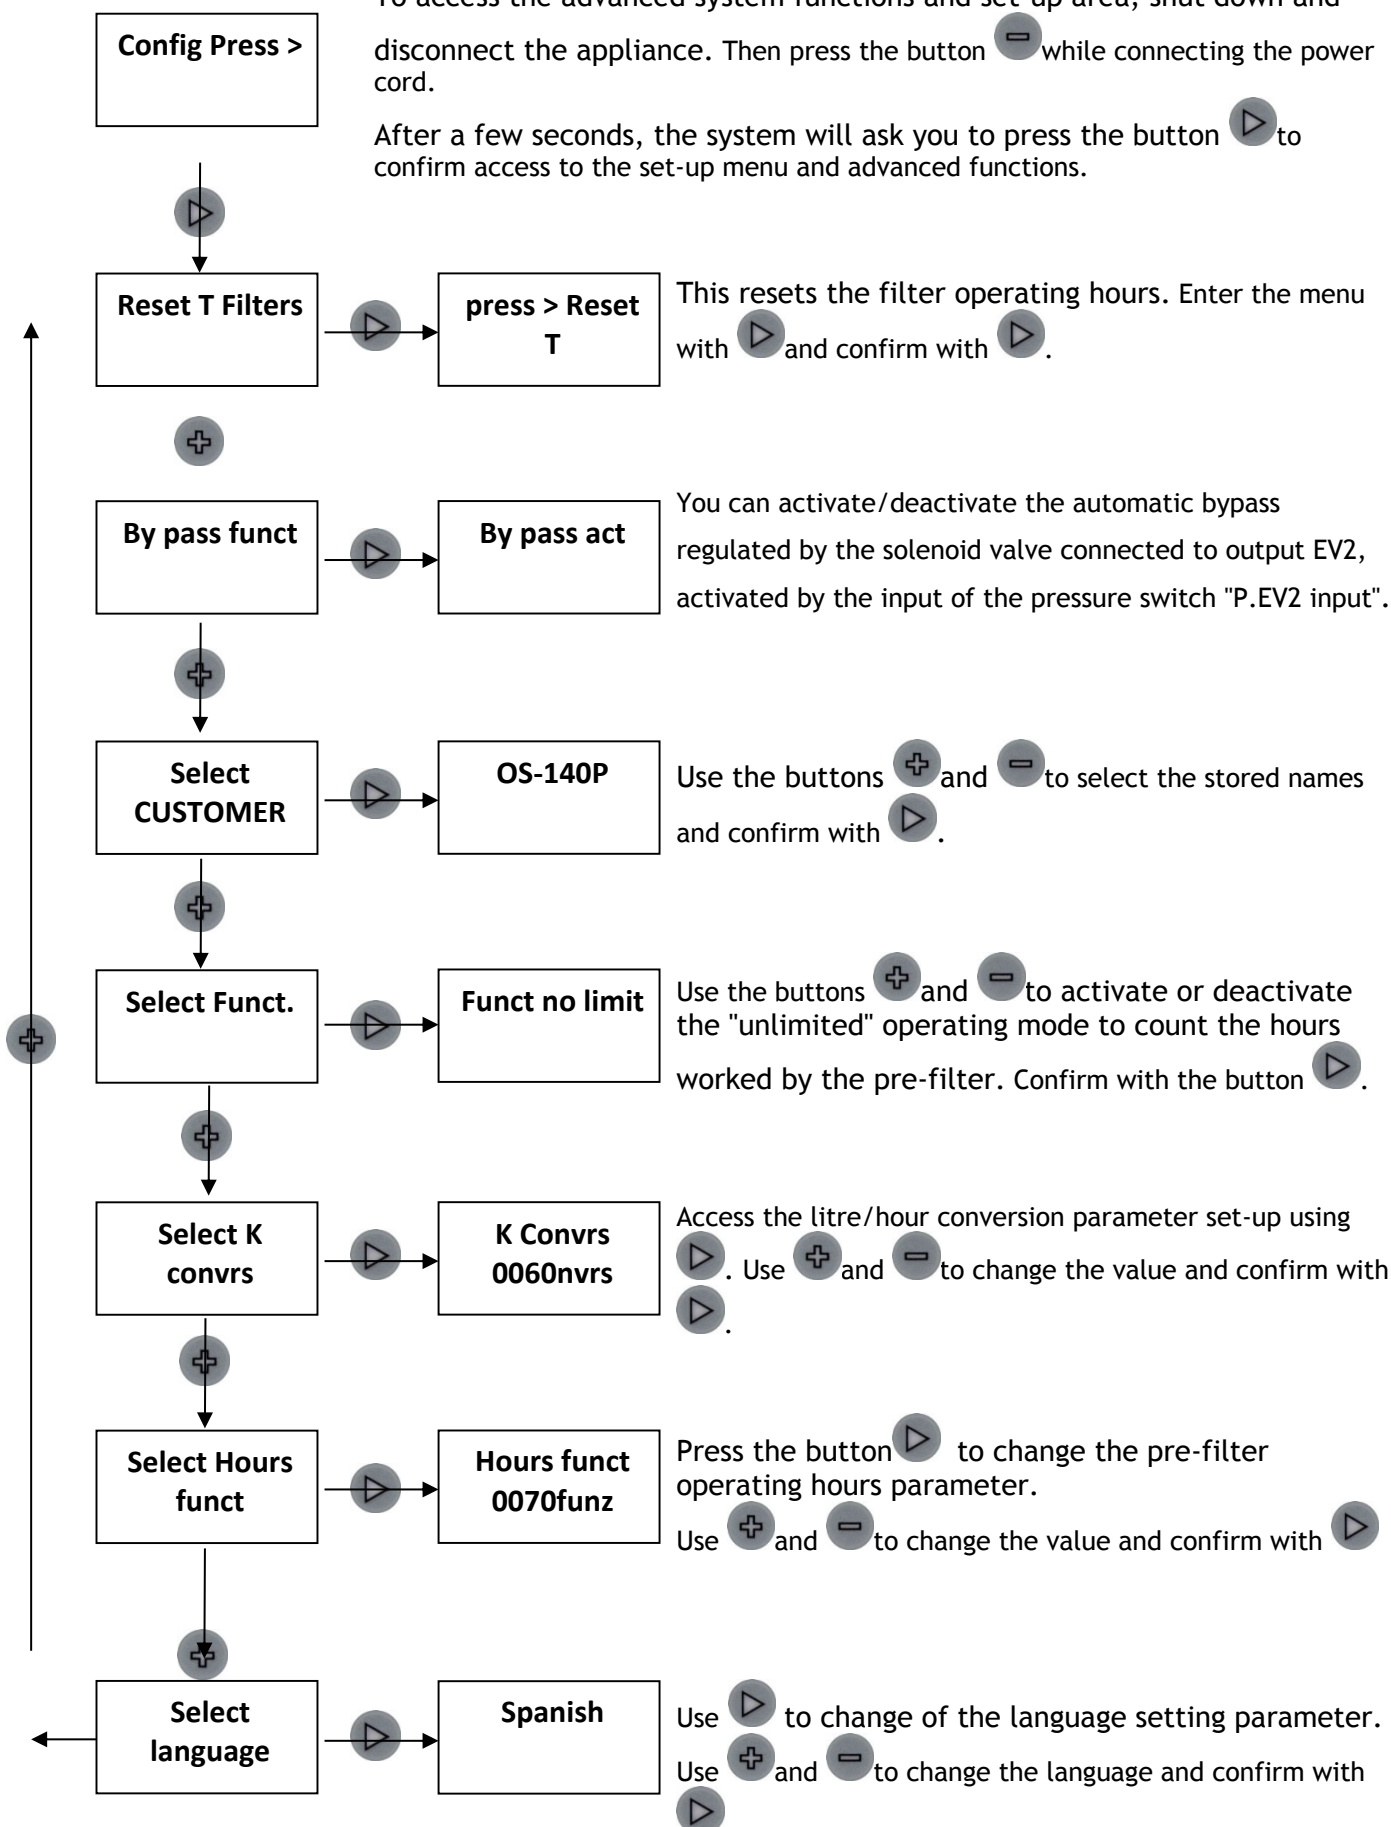 To access the advanced system functions and set-up area, shut down and
Config Press >
disconnect the appliance. Then press the button while connecting the power
cord.
After a few seconds, the system will ask you to press the button to
confirm access to the set-up menu and advanced functions.
Reset T Filters
press > Reset
T
This resets the filter operating hours. Enter the menu
with and confirm with .
By pass funct
By pass act
You can activate/deactivate the automatic bypass
regulated by the solenoid valve connected to output EV2,
activated by the input of the pressure switch "P.EV2 input".
Select
CUSTOMER
OS-140P
Use the buttons and to select the stored names
and confirm with .
Select Funct.
Funct no limit
Use the buttons and to activate or deactivate
the "unlimited" operating mode to count the hours
worked by the pre-filter. Confirm with the button .
Select K
convrs
K Convrs
0060nvrs
Access the litre/hour conversion parameter set-up using
. Use and to change the value and confirm with
.
Select Hours
funct
Hours funct
0070funz
Press the button to change the pre-filter
operating hours parameter.
Use and to change the value and confirm with
Select
language
Spanish
Use to change of the language setting parameter.
Use and to change the language and confirm with